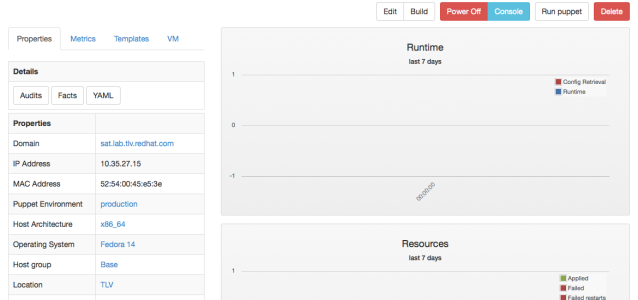 Edit Build Power Off Console Run puppet Delete
Properties Metrics Templates VM
Details
Audits Facts YAML
Properties
Domain sat.lab.tlv.redhat.com
IP Address 10.35.27.15
MAC Address 52:54:00:45:e5:3e
Puppet Environment production
Host Architecture x86_64
Operating System Fedora 14
Host group Base
Location TLV
Runtime
last 7 days
1
Config Retrieval
Runtime
0
-1
00:00:05
Resources
last 7 days
1
Applied
Failed
Failed restarts